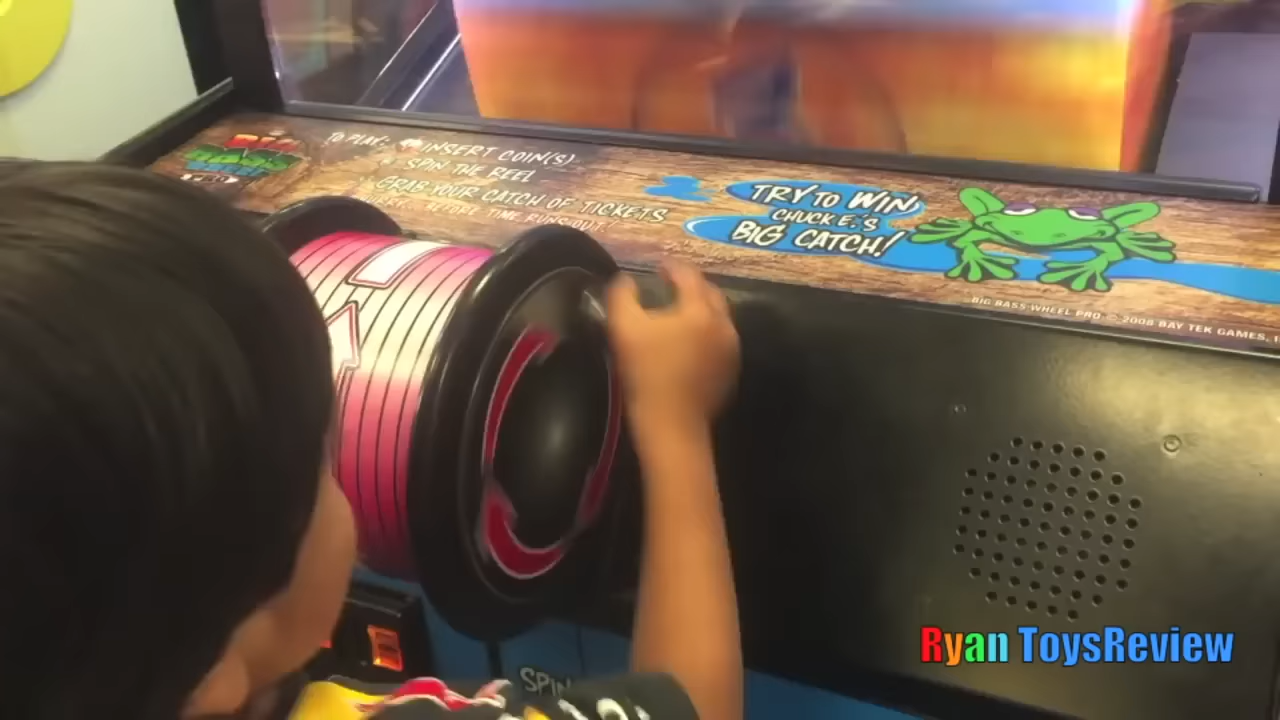 TO PLAY: INSERT COIN(S)
SPIN THE REEL
GRAB YOUR CATCH OF TICKETS
BEFORE TIME RUNS OUT!
TRY TO WIN
CHUCK E.'S
BIG CATCH!
BIG BASS WHEEL PRO © 2008 BAY TEK GAMES, I
SPIN
Ryan ToysReview